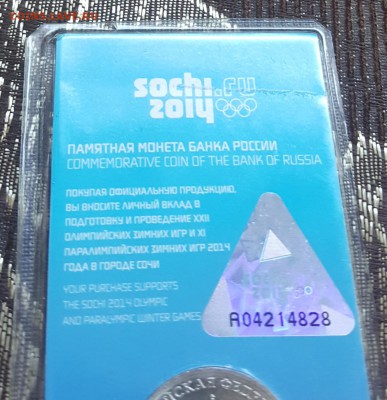 sochi.ru
2014
ПАМЯТНАЯ МОНЕТА БАНКА РОССИИ
COMMEMORATIVE COIN OF THE BANK OF RUSSIA
ПОКУПАЯ ОФИЦИАЛЬНУЮ ПРОДУКЦИЮ,
ВЫ ВНОСИТЕ ЛИЧНЫЙ ВКЛАД В
ПОДГОТОВКУ И ПРОВЕДЕНИЕ XXII
ОЛИМПИЙСКИХ ЗИМНИХ ИГР И XI
ПАРАЛИМПИЙСКИХ ЗИМНИХ ИГР 2014
ГОДА В ГОРОДЕ СОЧИ
YOUR PURCHASE SUPPORTS
THE SOCHI 2014 OLYMPIC
AND PARALYMPIC WINTER GAMES
A04214828